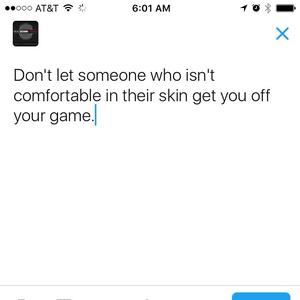 AT&T 6:01 AM
Don't let someone who isn't
comfortable in their skin get you off
your game.